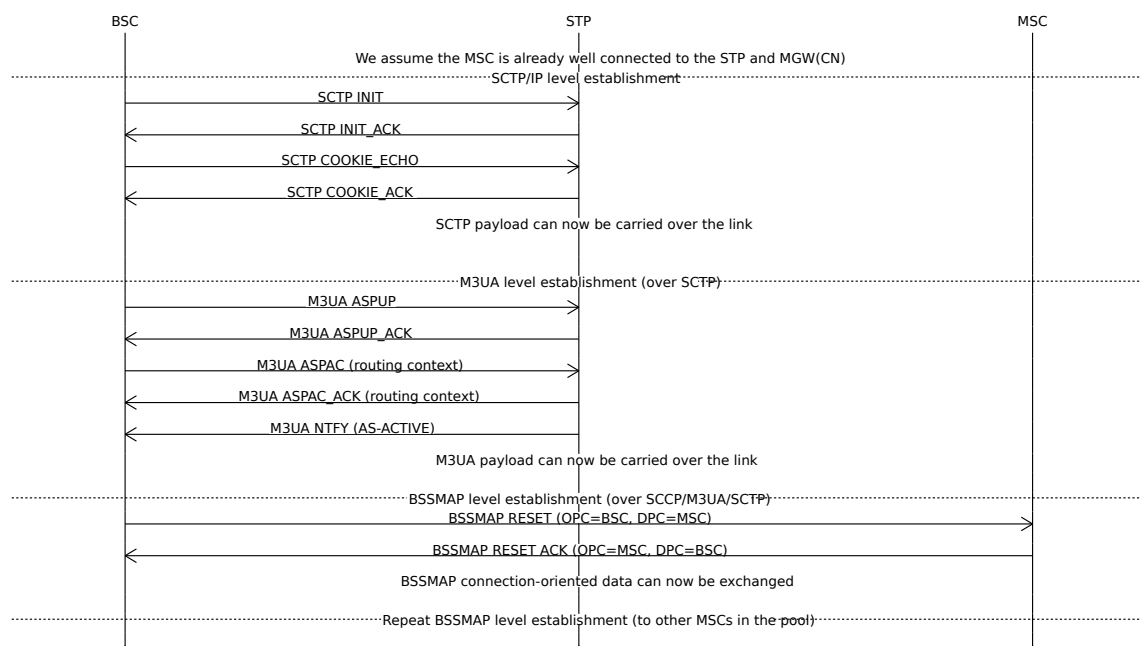 BSC STP MSC
We assume the MSC is already well connected to the STP and MGW(CN)
SCTP/IP level establishment
SCTP INIT
SCTP INIT_ACK
SCTP COOKIE_ECHO
SCTP COOKIE_ACK
SCTP payload can now be carried over the link
M3UA level establishment (over SCTP)
M3UA ASPUP
M3UA ASPUP_ACK
M3UA ASPAC (routing context)
M3UA ASPAC_ACK (routing context)
M3UA NTFY (AS-ACTIVE)
M3UA payload can now be carried over the link
BSSMAP level establishment (over SCCP/M3UA/SCTP)
BSSMAP RESET (OPC=BSC, DPC=MSC)
BSSMAP RESET ACK (OPC=MSC, DPC=BSC)
BSSMAP connection-oriented data can now be exchanged
Repeat BSSMAP level establishment (to other MSCs in the pool)